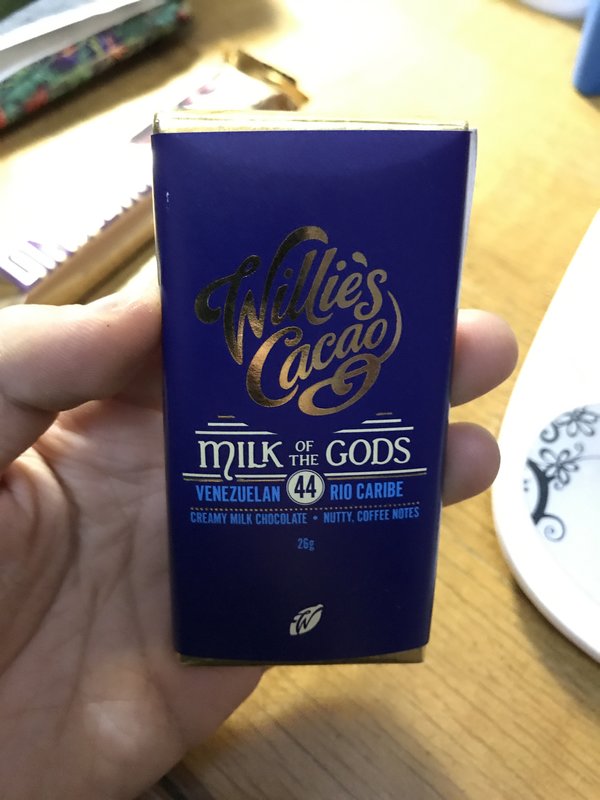 Willie's
Cacao
MILK OF THE GODS
VENEZUELAN 44 RIO CARIBE
CREAMY MILK CHOCOLATE • NUTTY, COFFEE NOTES
26g
W